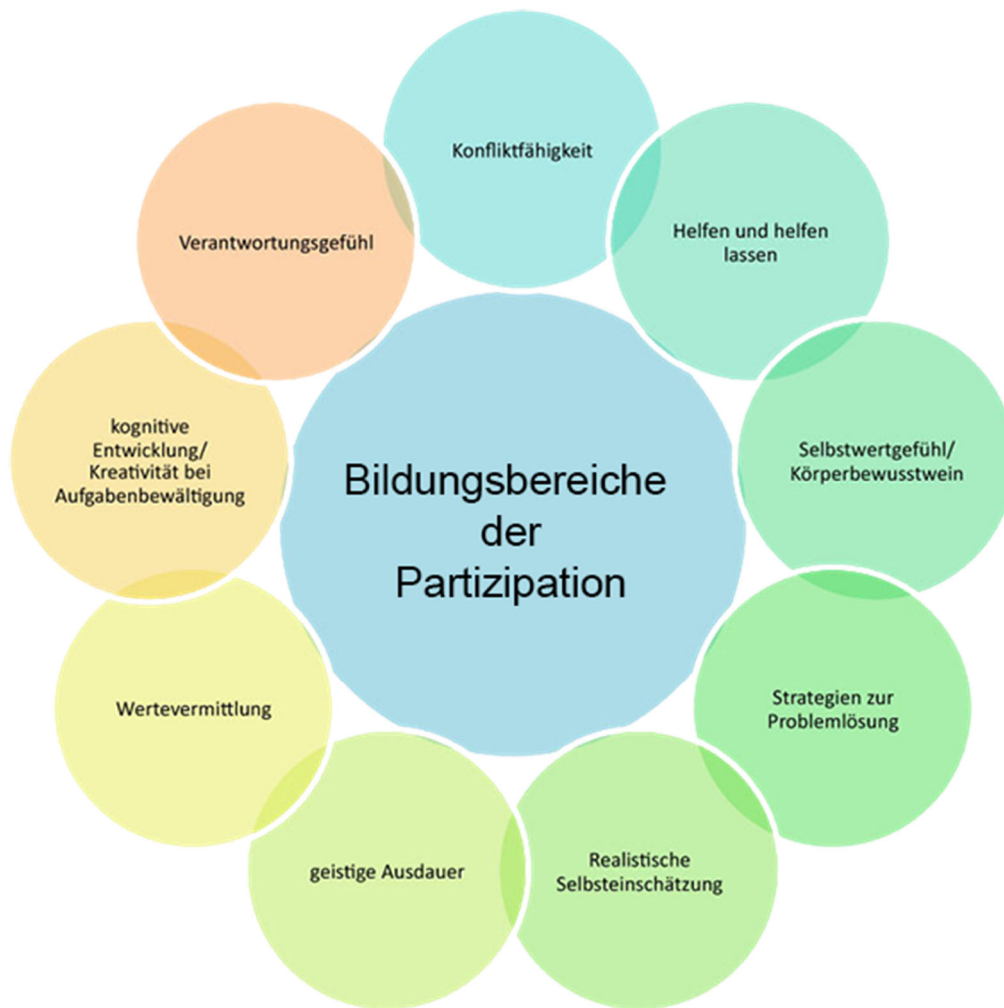 Konfliktfähigkeit
Helfen und helfen
lassen
Selbstwertgefühl/
Körperbewusstwein
Strategien zur
Problemlösung
Realistische
Selbsteinschätzung
geistige Ausdauer
Wertevermittlung
kognitive
Entwicklung/
Kreativität bei
Aufgabenbewältigung
Verantwortungsgefühl
Bildungsbereiche
der
Partizipation